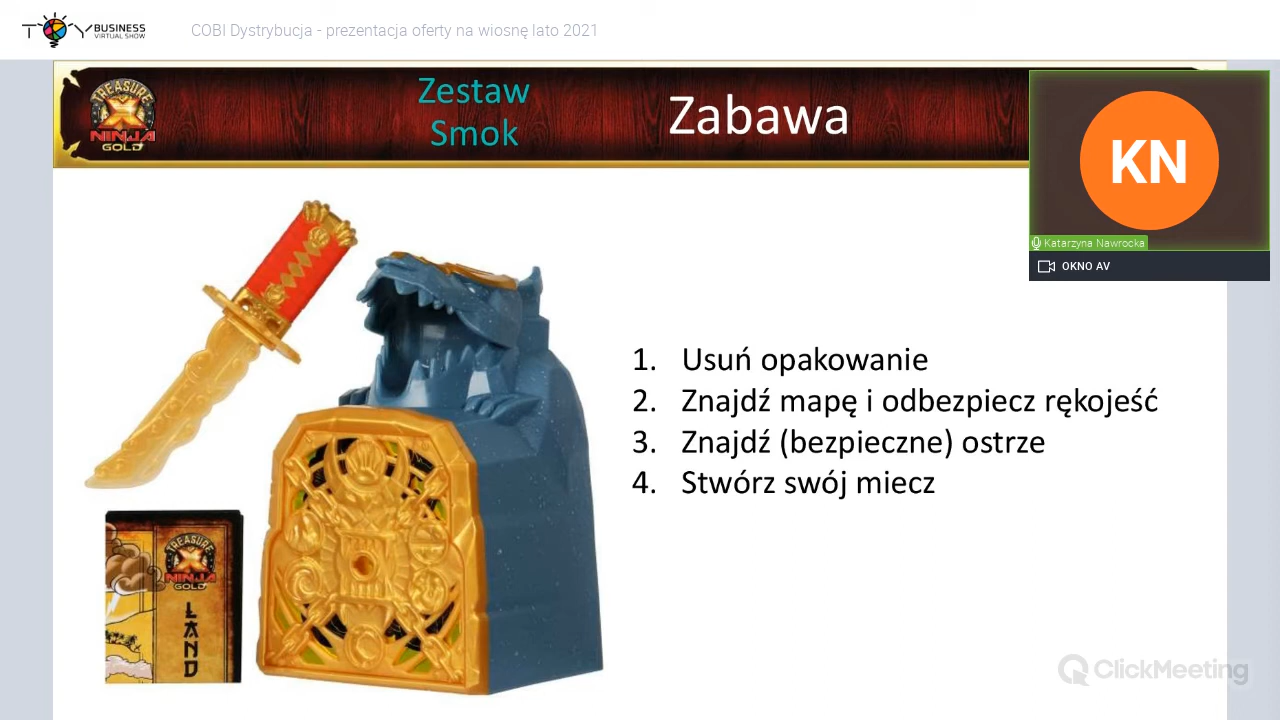 TOY BUSINESS
VIRTUAL SHOW
COBI Dystrybucja - prezentacja oferty na wiosnę lato 2021
TREASURE
X
NINJA
GOLD
Zestaw
Smok
Zabawa
KN
Katarzyna Nawrocka
OKNO AV
1. Usuń opakowanie
2. Znajdź mapę i odbezpiecz rękojeść
3. Znajdź (bezpieczne) ostrze
4. Stwórz swój miecz
TREASURE
X
NINJA
GOLD
LAND
ClickMeeting